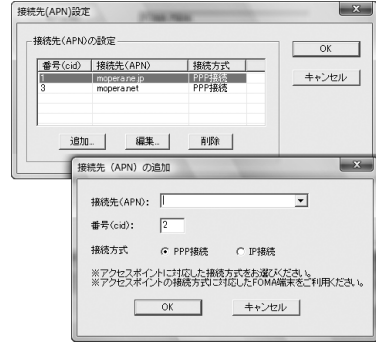 接続先(APN)設定
接続先(APN)の設定
番号(cid) 接続先(APN) 接続方式
1 mopera.ne.jp PPP接続
3 mopera.net PPP接続
追加... 編集... 削除
OK
キャンセル
接続先（APN）の追加
接続先(APN):
番号(cid): 2
接続方式 PPP接続 IP接続
※アクセスポイントに対応した接続方式をお選びください。
※アクセスポイントの接続方式に対応したFOMA端末をご利用ください。
OK キャンセル